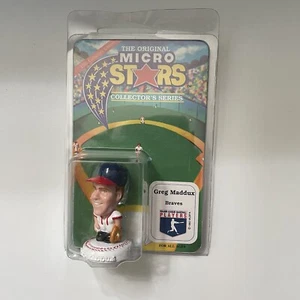 THE ORIGINAL
MICRO
STARS
COLLECTOR'S SERIES
Greg Maddux
Braves
PLAYERS